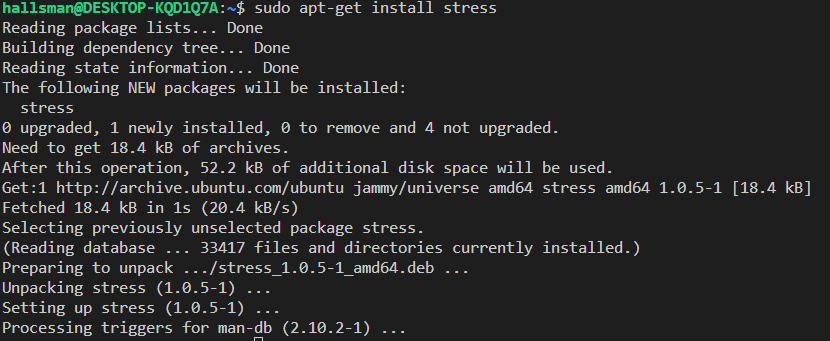 hallsman@DESKTOP-KQD1Q7A:~$ sudo apt-get install stress
Reading package lists... Done
Building dependency tree... Done
Reading state information... Done
The following NEW packages will be installed:
  stress
0 upgraded, 1 newly installed, 0 to remove and 4 not upgraded.
Need to get 18.4 kB of archives.
After this operation, 52.2 kB of additional disk space will be used.
Get:1 http://archive.ubuntu.com/ubuntu jammy/universe amd64 stress amd64 1.0.5-1 [18.4 kB]
Fetched 18.4 kB in 1s (20.4 kB/s)
Selecting previously unselected package stress.
(Reading database ... 33417 files and directories currently installed.)
Preparing to unpack .../stress_1.0.5-1_amd64.deb ...
Unpacking stress (1.0.5-1) ...
Setting up stress (1.0.5-1) ...
Processing triggers for man-db (2.10.2-1) ...